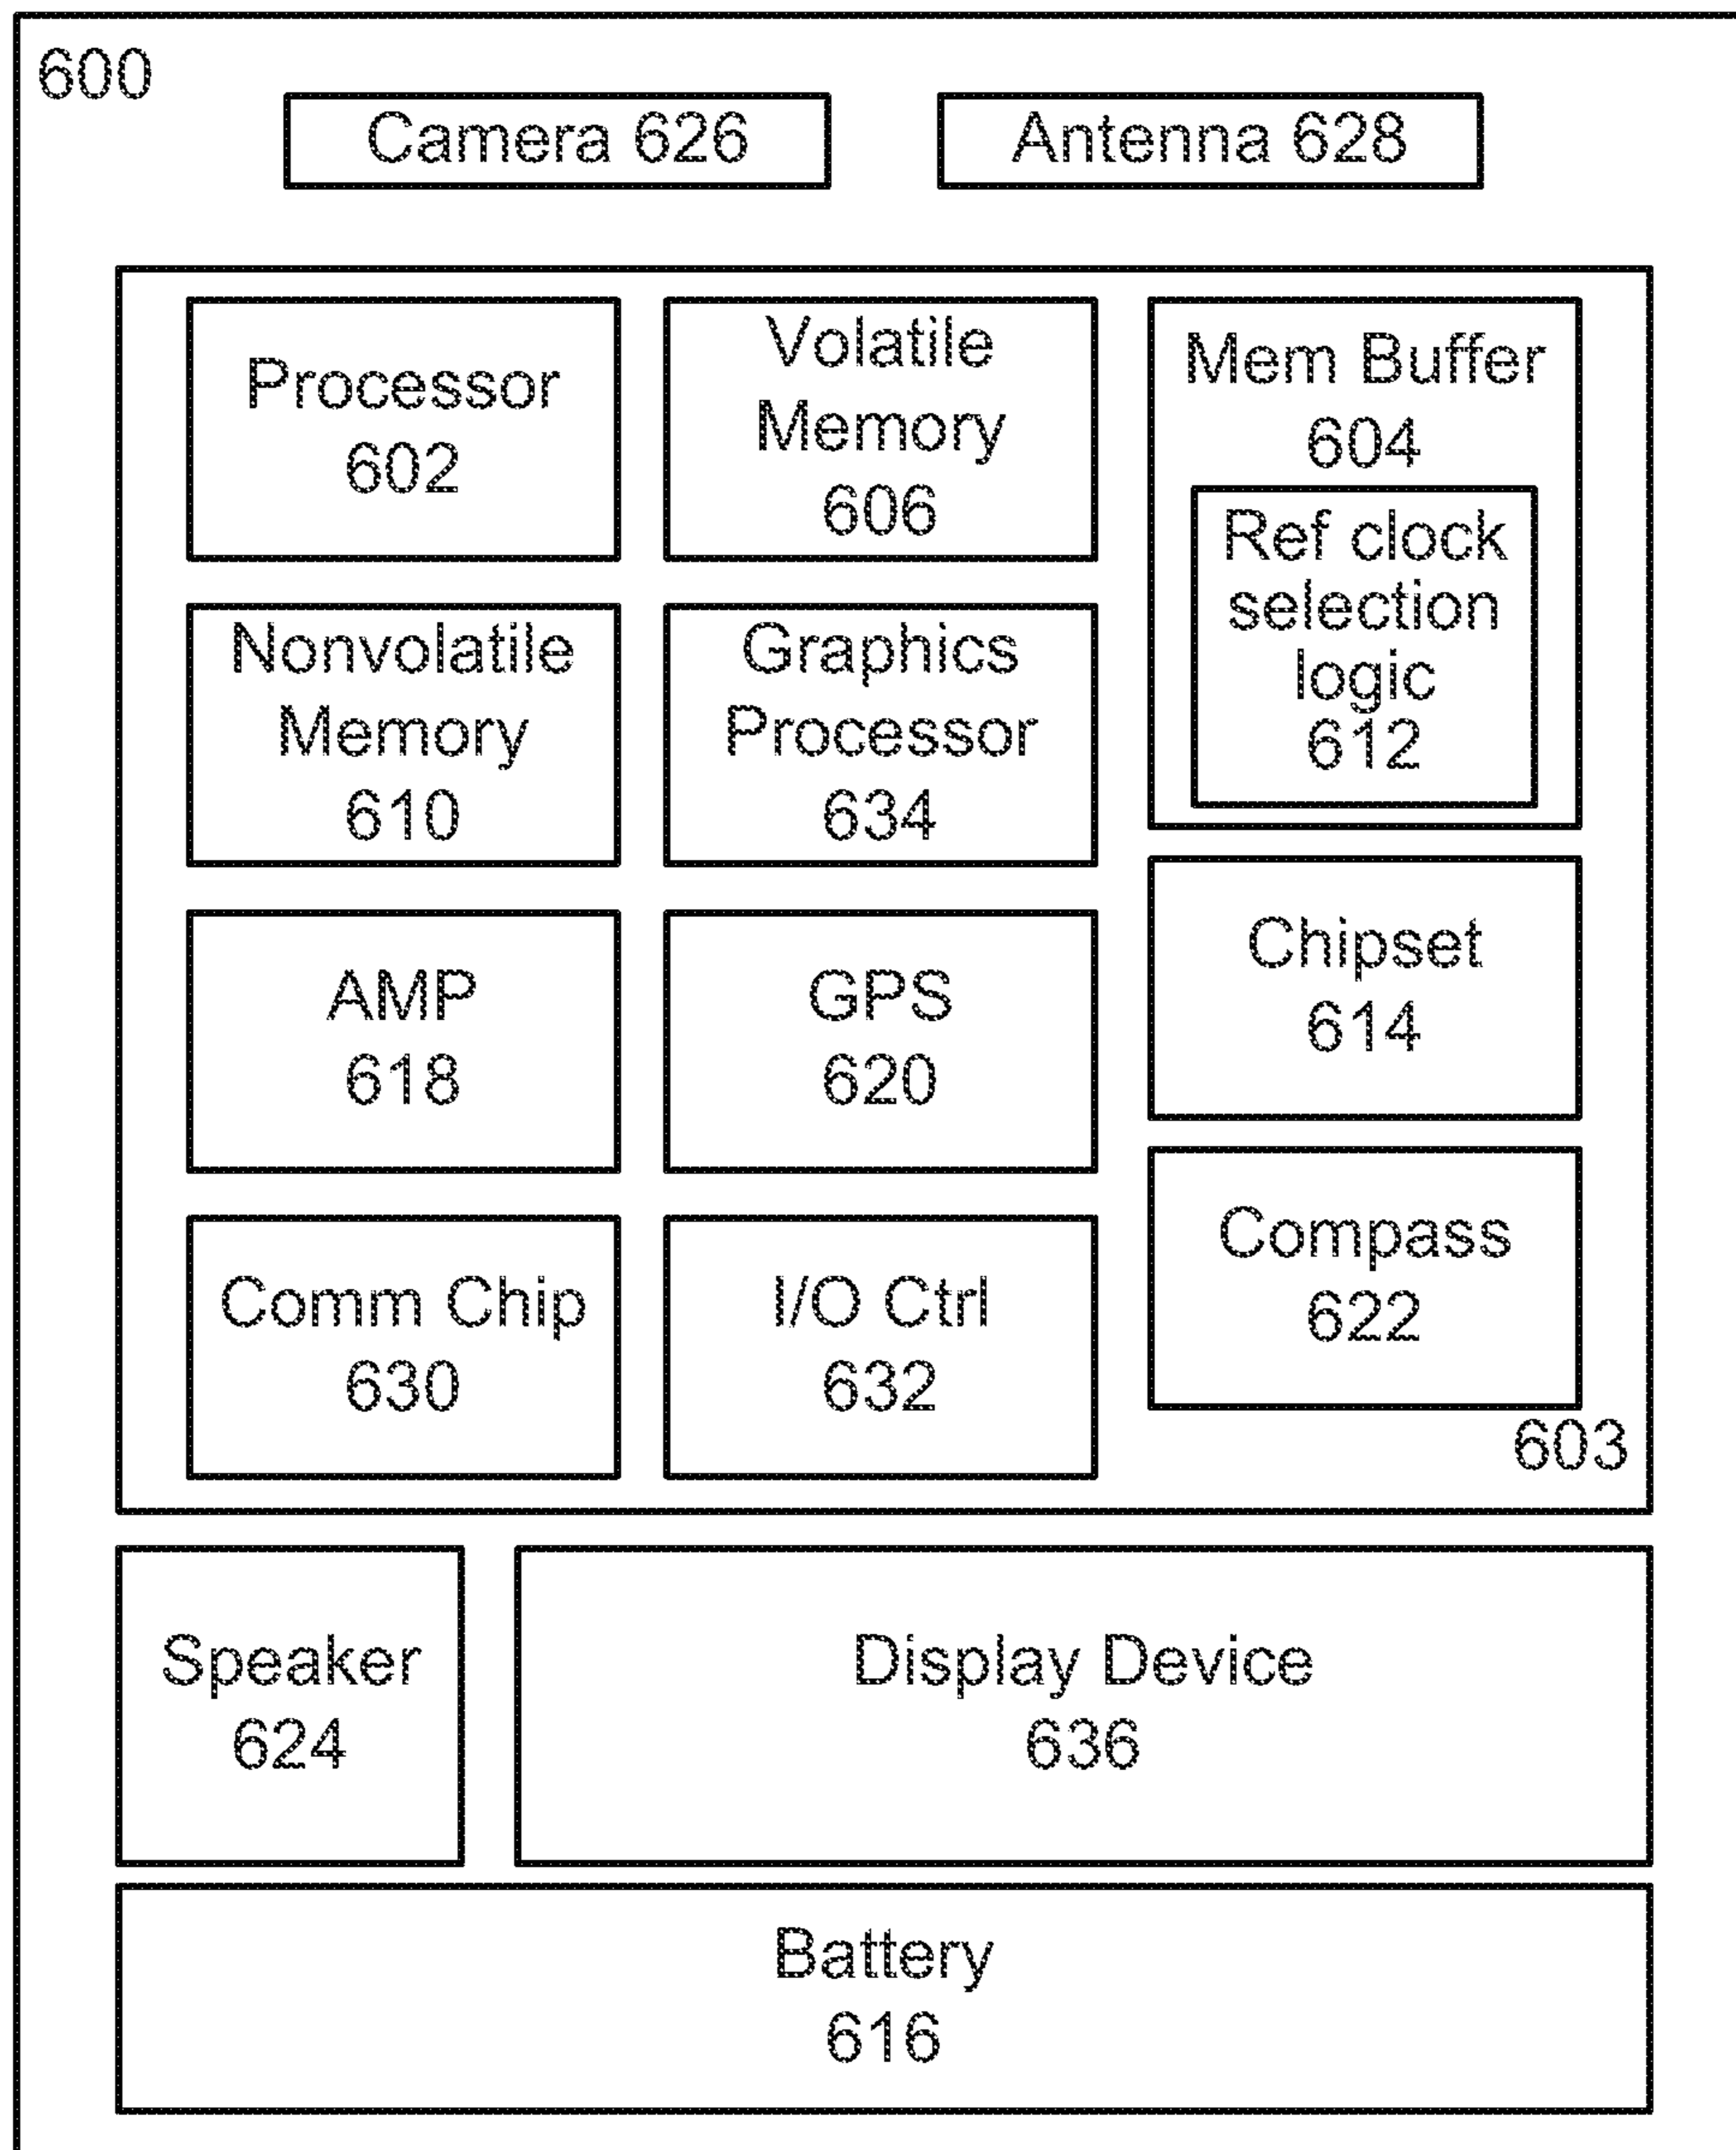 600
Camera 626
Antenna 628
Processor
602
Volatile
Memory
606
Mem Buffer
604
Ref clock
selection
logic
612
Nonvolatile
Memory
610
Graphics
Processor
634
AMP
618
GPS
620
Chipset
614
Comm Chip
630
I/O Ctrl
632
Compass
622
603
Speaker
624
Display Device
636
Battery
616